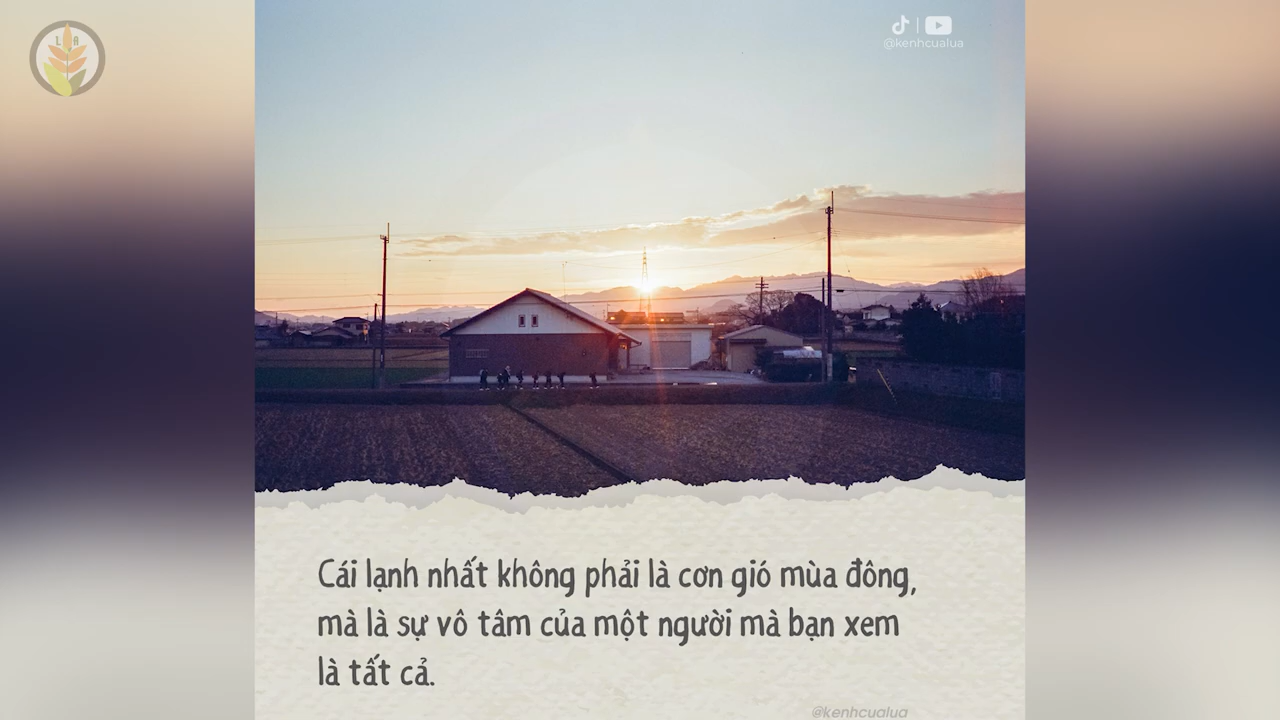 L A
@kenhcualua
Cái lạnh nhất không phải là cơn gió mùa đông,
mà là sự vô tâm của một người mà bạn xem
là tất cả.
@kenhcualua